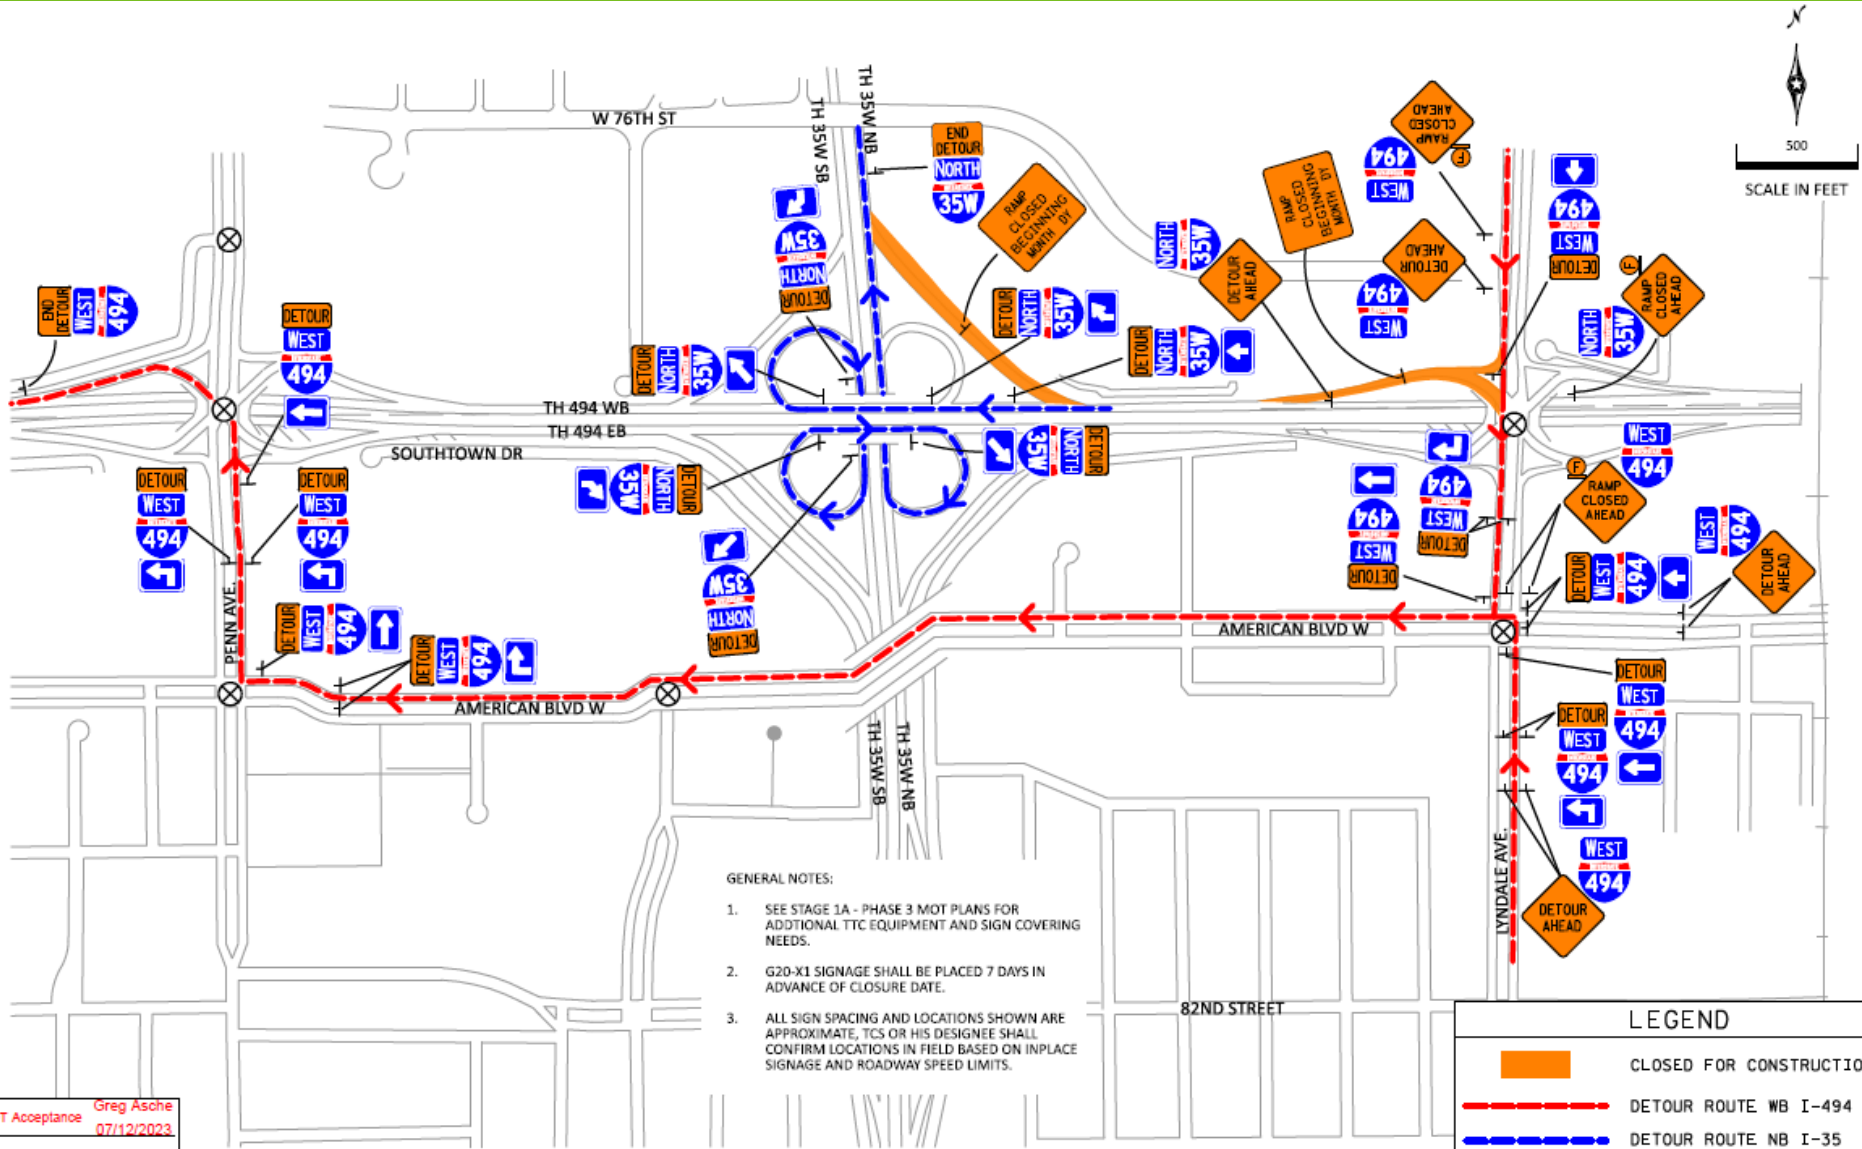 N
500
SCALE IN FEET
W 76TH ST
TH 35W SB
TH 35W NB
END
DETOUR
NORTH
35W
RAMP
CLOSED
BEGINNING
MONTH DY
RAMP
CLOSED
AHEAD
F
494
WEST
RAMP
CLOSED
BEGINNING
MONTH DY
DETOUR
AHEAD
494
WEST
494
WEST
DETOUR
NORTH
35W
DETOUR
AHEAD
F
RAMP
CLOSED
AHEAD
NORTH
35W
35W
NORTH
DETOUR
DETOUR
NORTH
35W
DETOUR
NORTH
35W
DETOUR
NORTH
35W
END
DETOUR
WEST
494
DETOUR
WEST
494
TH 494 WB
TH 494 EB
SOUTHTOWN DR
35W
NORTH
DETOUR
35W
NORTH
DETOUR
35W
NORTH
DETOUR
DETOUR
WEST
494
DETOUR
WEST
494
494
WEST
DETOUR
494
WEST
DETOUR
WEST
494
F
RAMP
CLOSED
AHEAD
DETOUR
WEST
494
WEST
494
DETOUR
AHEAD
PENN AVE.
DETOUR
WEST
494
DETOUR
WEST
494
AMERICAN BLVD W
AMERICAN BLVD W
TH 35W SB
TH 35W NB
DETOUR
WEST
494
DETOUR
WEST
494
WEST
494
DETOUR
AHEAD
LYNDALE AVE.
82ND STREET
GENERAL NOTES:
1. SEE STAGE 1A - PHASE 3 MOT PLANS FOR
ADDTIONAL TTC EQUIPMENT AND SIGN COVERING
NEEDS.
2. G20-X1 SIGNAGE SHALL BE PLACED 7 DAYS IN
ADVANCE OF CLOSURE DATE.
3. ALL SIGN SPACING AND LOCATIONS SHOWN ARE
APPROXIMATE, TCS OR HIS DESIGNEE SHALL
CONFIRM LOCATIONS IN FIELD BASED ON INPLACE
SIGNAGE AND ROADWAY SPEED LIMITS.
LEGEND
CLOSED FOR CONSTRUCTIO
DETOUR ROUTE WB I-494
DETOUR ROUTE NB I-35
T Acceptance
Greg Asche
07/12/2023